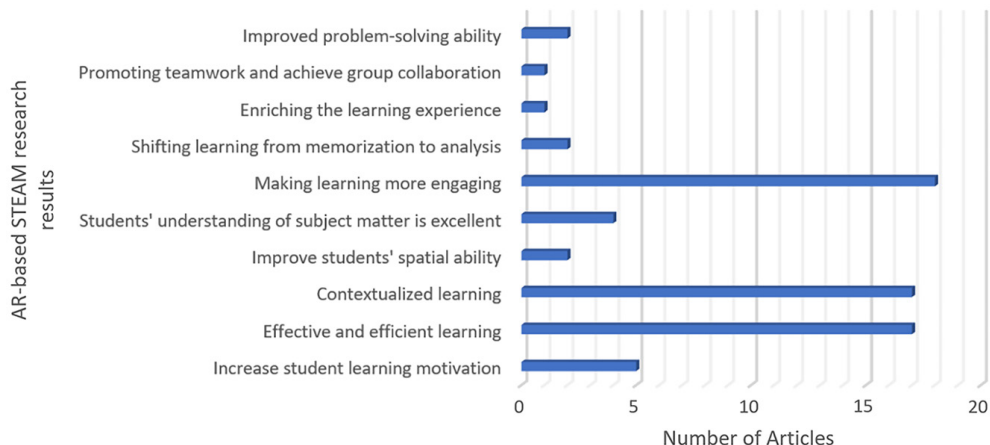 Improved problem-solving ability
Promoting teamwork and achieve group collaboration
Enriching the learning experience
Shifting learning from memorization to analysis
Making learning more engaging
Students' understanding of subject matter is excellent
Improve students' spatial ability
Contextualized learning
Effective and efficient learning
Increase student learning motivation
AR-based STEAM research
results
0 5 10 15 20
Number of Articles